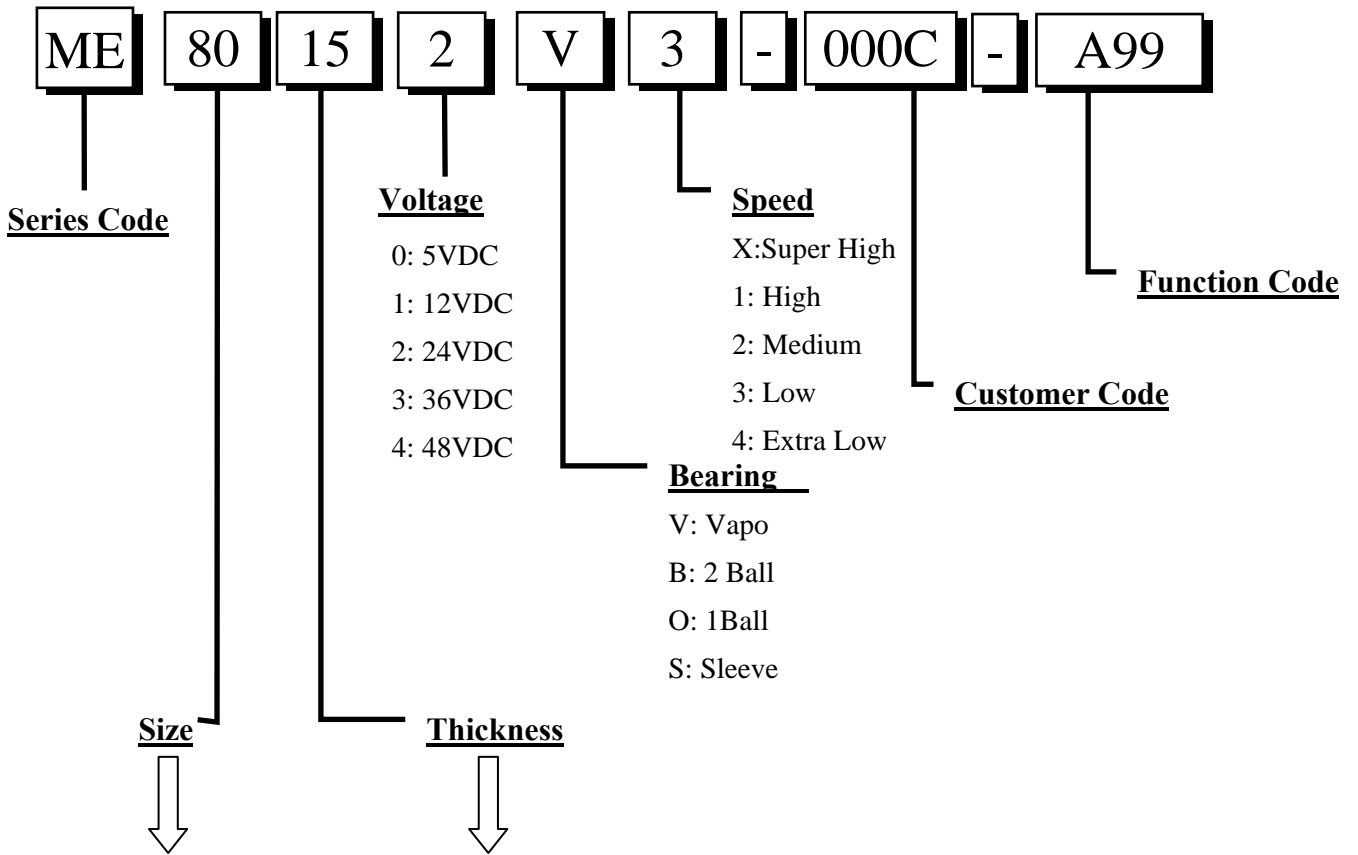 ME 80 15 2 V 3 - 000C - A99
Series Code
Voltage
0: 5VDC
1: 12VDC
2: 24VDC
3: 36VDC
4: 48VDC
Speed
X:Super High
1: High
2: Medium
3: Low
4: Extra Low
Function Code
Customer Code
Bearing
V: Vapo
B: 2 Ball
O: 1Ball
S: Sleeve
Size
Thickness